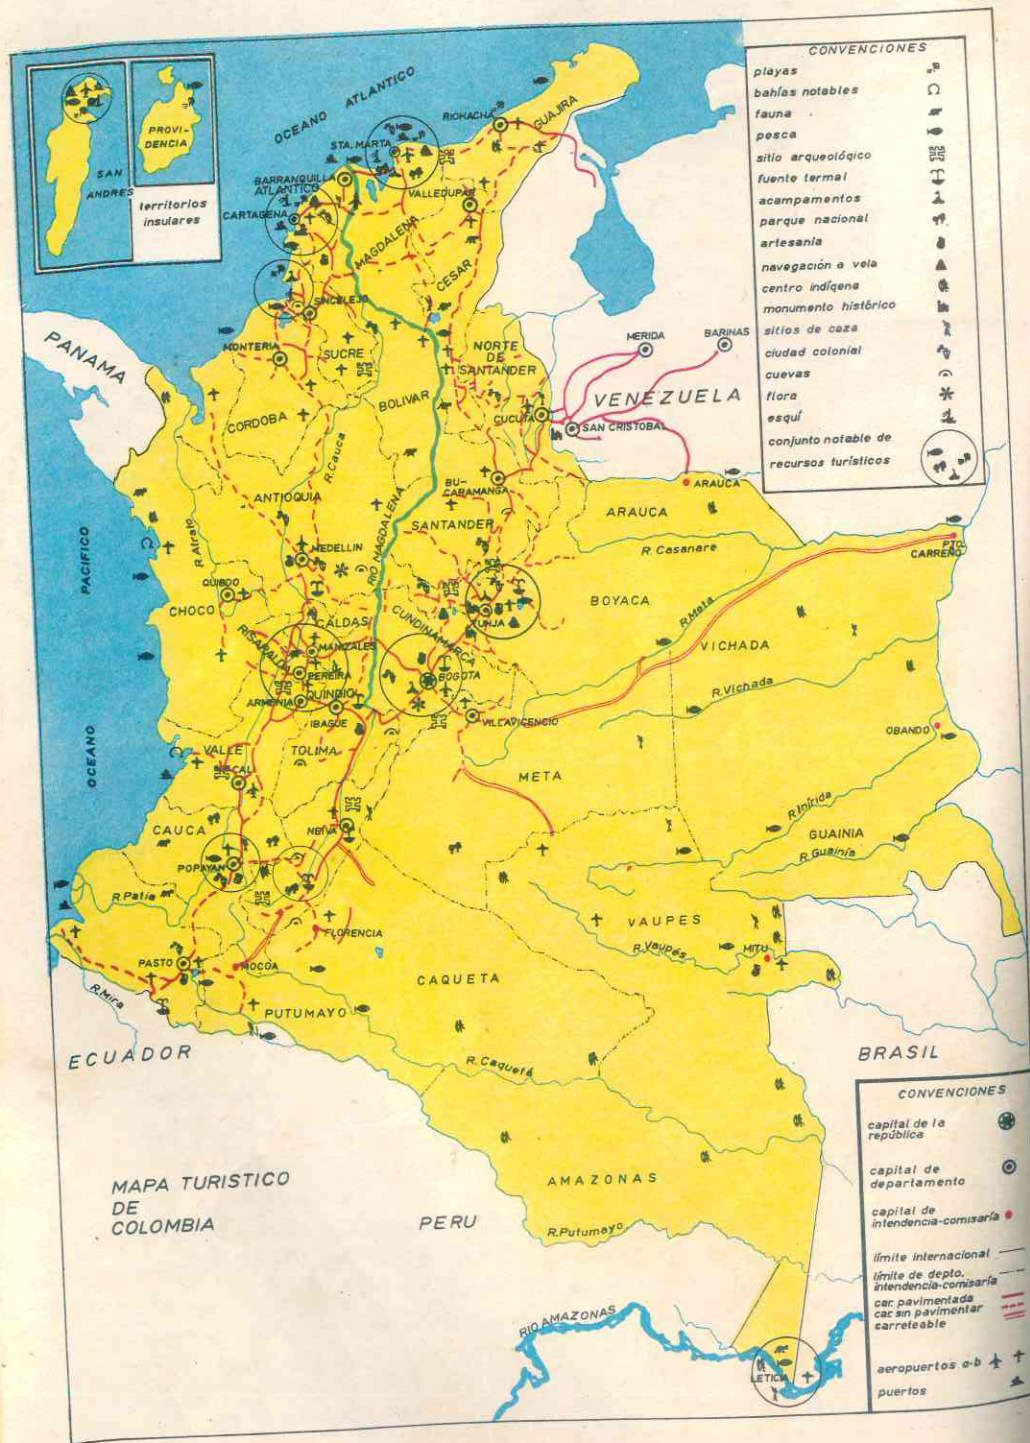 CONVENCIONES
playas
bahías notables
fauna
pesca
sitio arqueológico
fuente termal
acampamentos
parque nacional
artesanía
navegación a vela
centro indígena
monumento histórico
sitios de caza
ciudad colonial
cuevas
flora
esquí
conjunto notable de
recursos turísticos
SAN
ANDRES
PROVI-
DENCIA
territorios
insulares
OCEANO ATLANTICO
RIOHACHA
GUAJIRA
STA. MARTA
BARRANQUILLA
ATLANTICO
VALLEDUPAR
CARTAGENA
MAGDALENA
CESAR
SINCELEJO
PANAMA
MONTERIA
SUCRE
NORTE
DE
SANTANDER
MERIDA
BARINAS
VENEZUELA
BOLIVAR
CORDOBA
CUCUTA
SAN CRISTOBAL
R. Cauca
BU-
CARAMANGA
ARAUCA
ANTIOQUIA
RIO MAGDALENA
SANTANDER
ARAUCA
R. Atrato
PACIFICO
OCEANO
MEDELLIN
R. Casanare
PTO.
CARREÑO
QUIBDO
CHOCO
BOYACA
CALDAS
CUNDINAMARCA
TUNJA
R. Meta
VICHADA
RISARALDA
MANIZALES
PEREIRA
BOGOTA
R. Vichada
ARMENIA
QUINDIO
IBAGUE
VILLAVICENCIO
OBANDO
VALLE
TOLIMA
CALI
META
R. Inírida
CAUCA
NEIVA
GUAINIA
R. Guainía
POPAYAN
R. Patía
VAUPES
FLORENCIA
R. Vaupés
MITU
PASTO
MOCOA
CAQUETA
R. Mira
PUTUMAYO
ECUADOR
R. Caquetá
BRASIL
AMAZONAS
MAPA TURISTICO
DE
COLOMBIA
PERU
R. Putumayo
RIO AMAZONAS
LETICIA
CONVENCIONES
capital de la
república
capital de
departamento
capital de
intendencia-comisaría
límite internacional
límite de depto.
intendencia-comisaría
car. pavimentada
car. sin pavimentar
carreteable
aeropuertos a-b
puertos